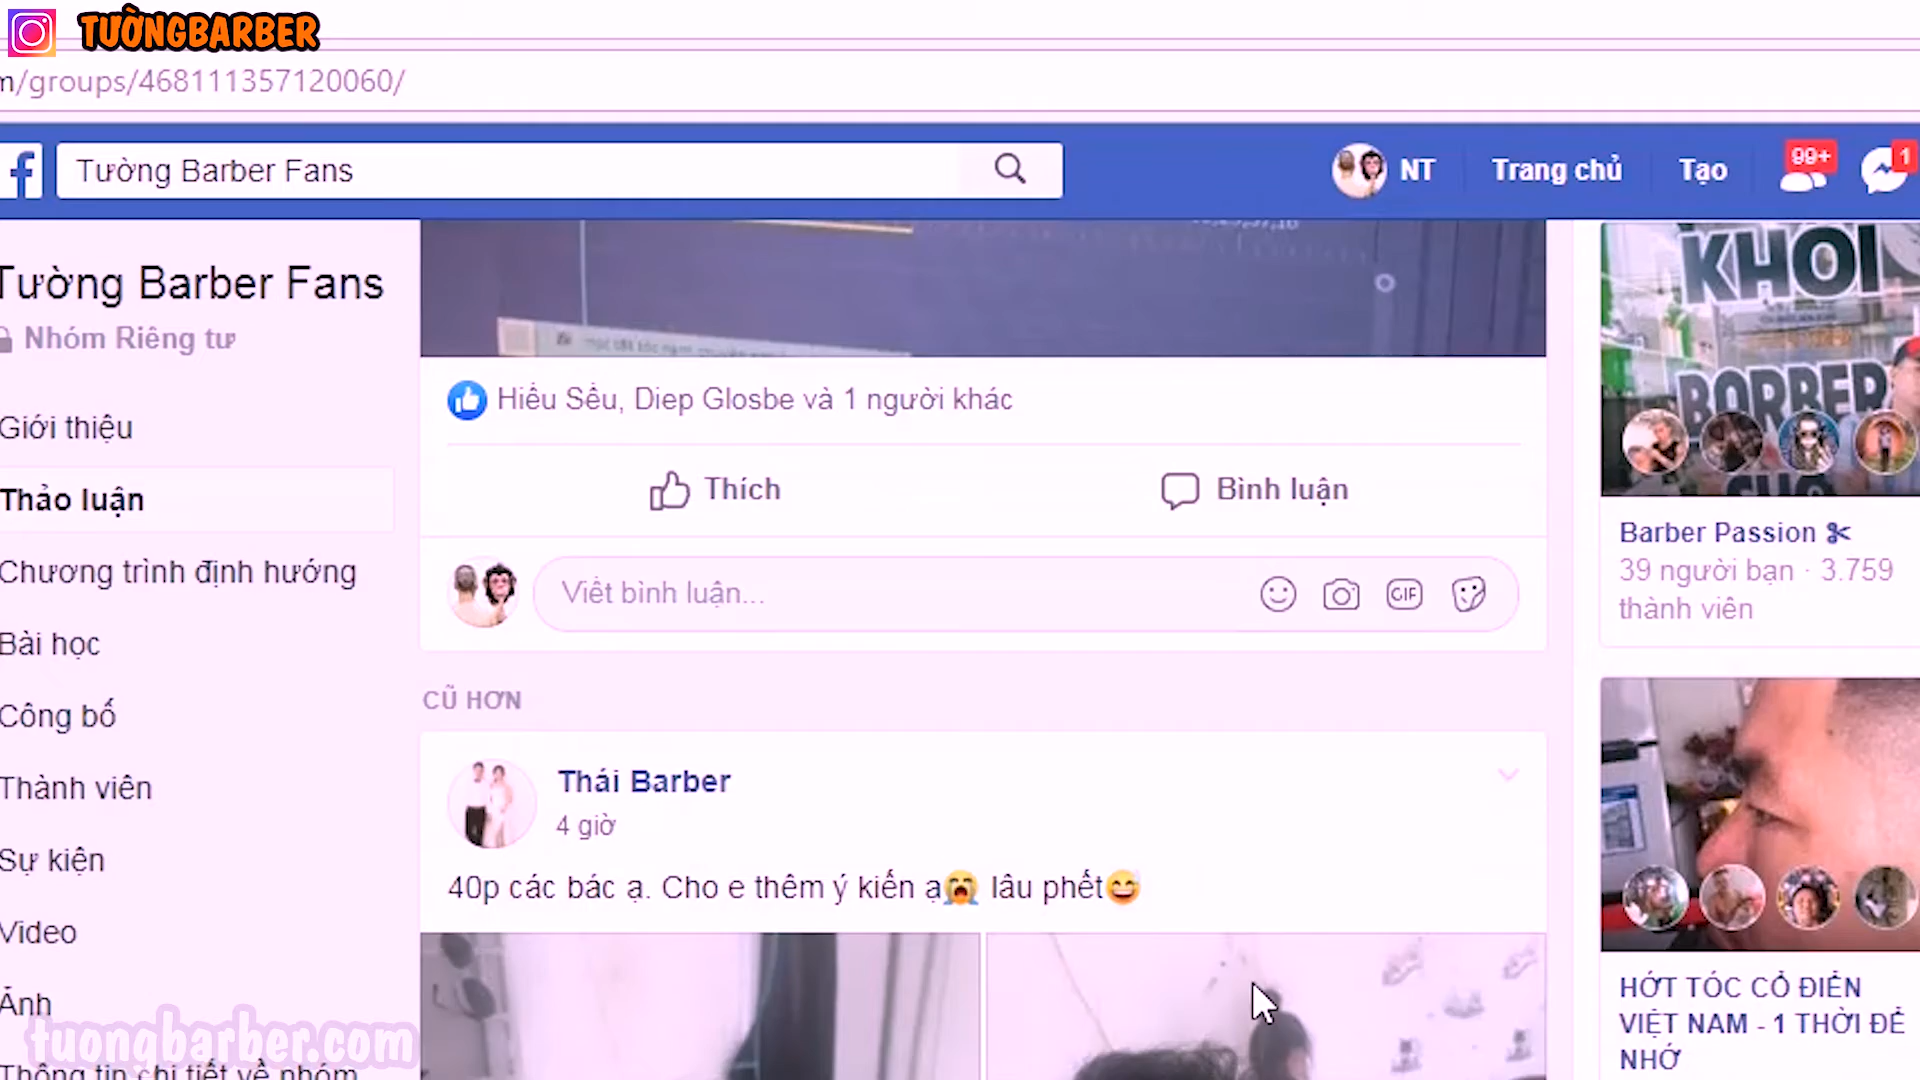 TƯỜNGBARBER
m/groups/468111357120060/
Tường Barber Fans
NT
Trang chủ
Tạo
99+
1
Tường Barber Fans
Nhóm Riêng tư
Giới thiệu
Thảo luận
Chương trình định hướng
Bài học
Công bố
Thành viên
Sự kiện
Video
Ảnh
Thông tin chi tiết về nhóm
tuongbarber.com
Hiếu Sếu, Diep Glosbe và 1 người khác
Thích
Bình luận
Viết bình luận...
GIF
CŨ HƠN
Thái Barber
4 giờ
40p các bác ạ. Cho e thêm ý kiến ạ😭 lâu phết😅
KHOI
BARBER
Barber Passion ✂
39 người bạn · 3.759
thành viên
HỚT TÓC CỔ ĐIỂN
VIỆT NAM - 1 THỜI ĐỂ
NHỚ